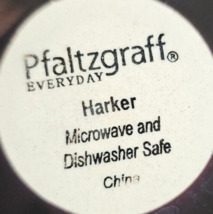 Pfaltzgraff®
EVERYDAY
Harker
Microwave and
Dishwasher Safe
China